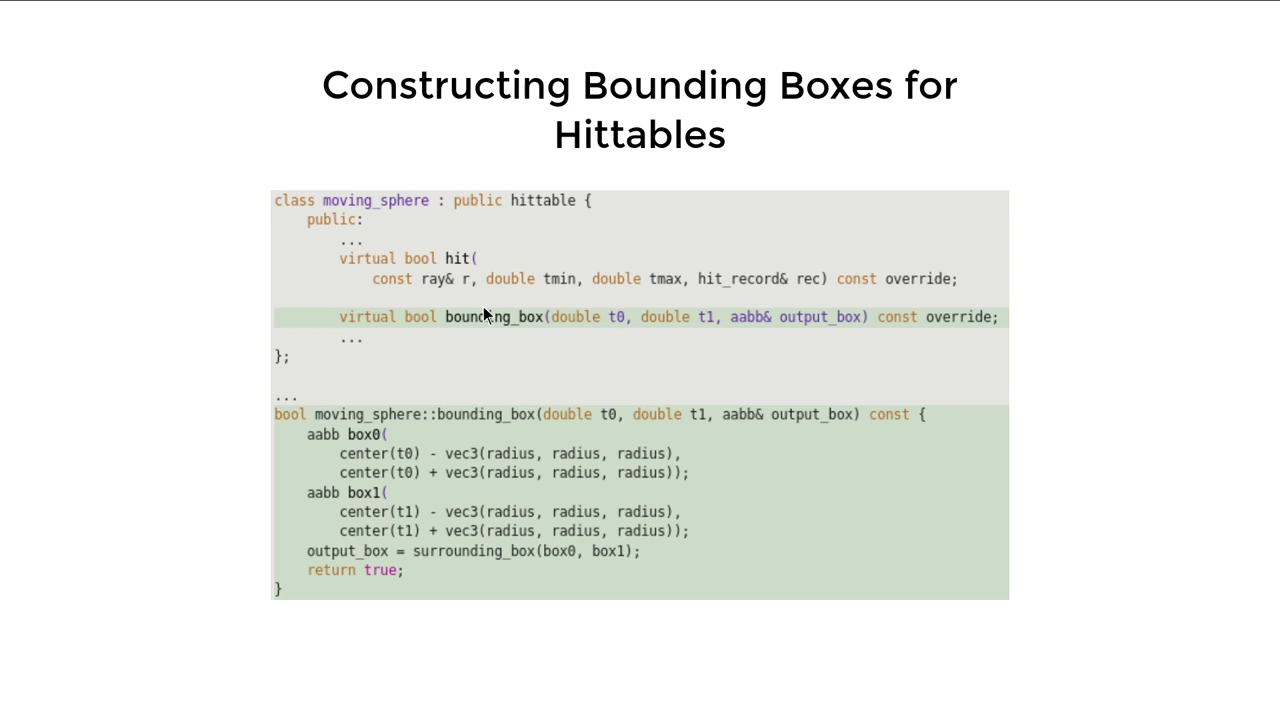 Constructing Bounding Boxes for
Hittables
class moving_sphere : public hittable {
    public:
        ...
        virtual bool hit(
            const ray& r, double tmin, double tmax, hit_record& rec) const override;
        virtual bool bounding_box(double t0, double t1, aabb& output_box) const override;
        ...
};
...
bool moving_sphere::bounding_box(double t0, double t1, aabb& output_box) const {
    aabb box0(
        center(t0) - vec3(radius, radius, radius),
        center(t0) + vec3(radius, radius, radius));
    aabb box1(
        center(t1) - vec3(radius, radius, radius),
        center(t1) + vec3(radius, radius, radius));
    output_box = surrounding_box(box0, box1);
    return true;
}